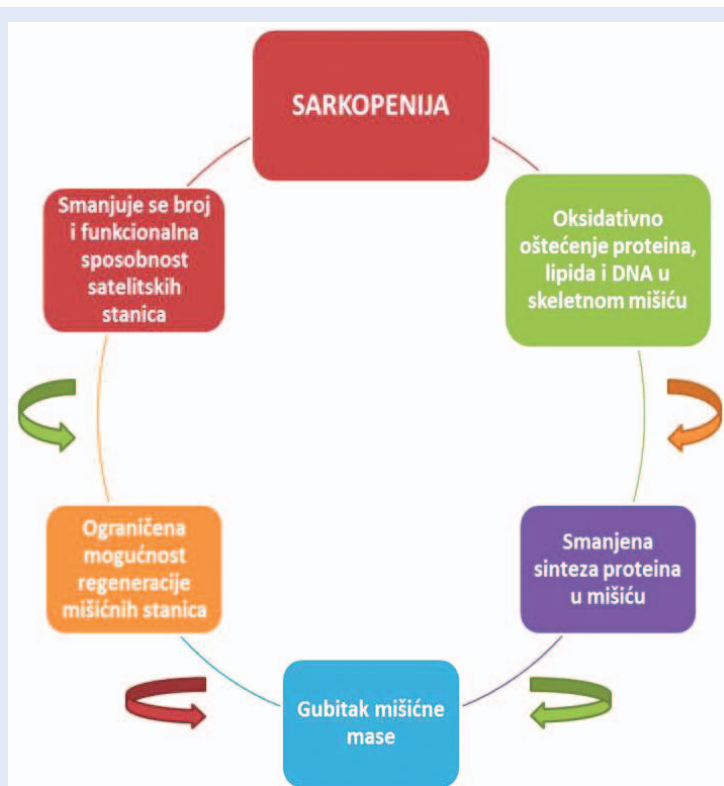 SARKOPENIJA
Smanjuje se broj
i funkcionalna
sposobnost
satelitskih
stanica
Oksidativno
oštećenje proteina,
lipida i DNA u
skeletnom mišiću
Ograničena
mogućnost
regeneracije
mišićnih stanica
Smanjena
sinteza proteina
u mišiću
Gubitak mišićne
mase